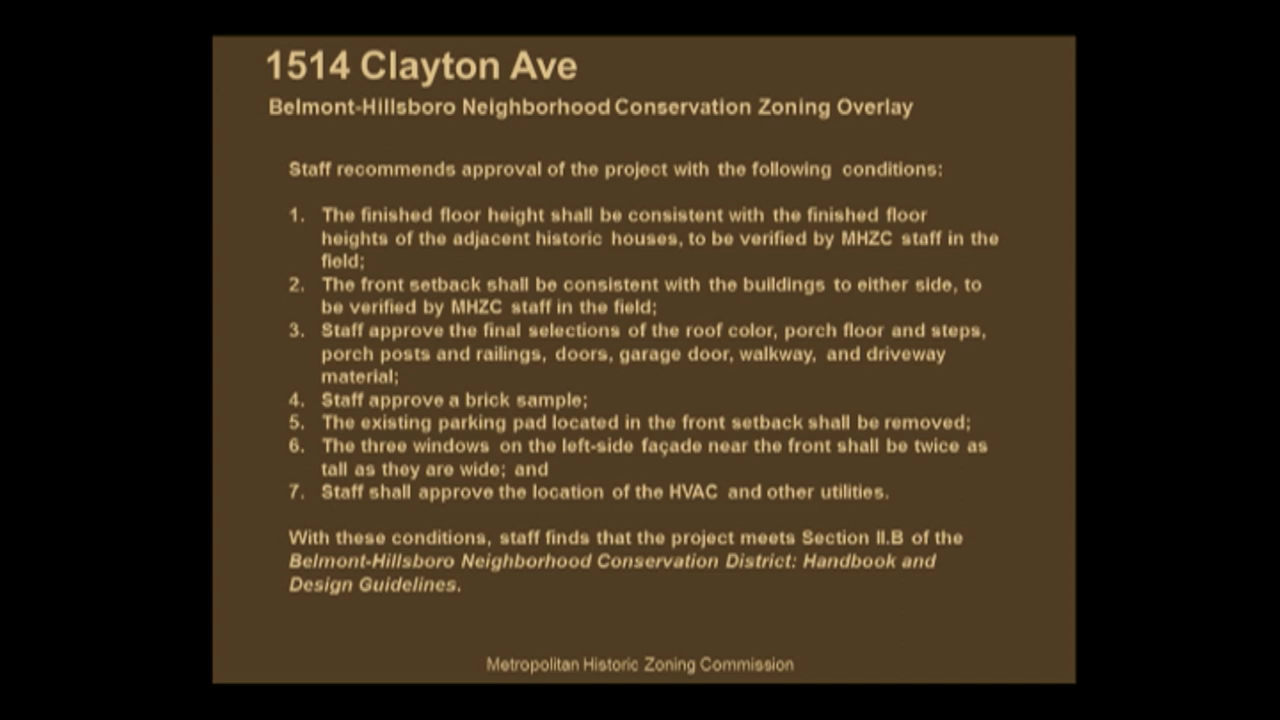 1514 Clayton Ave
Belmont-Hillsboro Neighborhood Conservation Zoning Overlay
Staff recommends approval of the project with the following conditions:
1. The finished floor height shall be consistent with the finished floor
heights of the adjacent historic houses, to be verified by MHZC staff in the
field;
2. The front setback shall be consistent with the buildings to either side, to
be verified by MHZC staff in the field;
3. Staff approve the final selections of the roof color, porch floor and steps,
porch posts and railings, doors, garage door, walkway, and driveway
material;
4. Staff approve a brick sample;
5. The existing parking pad located in the front setback shall be removed;
6. The three windows on the left-side façade near the front shall be twice as
tall as they are wide; and
7. Staff shall approve the location of the HVAC and other utilities.
With these conditions, staff finds that the project meets Section II.B of the
Belmont-Hillsboro Neighborhood Conservation District: Handbook and
Design Guidelines.
Metropolitan Historic Zoning Commission